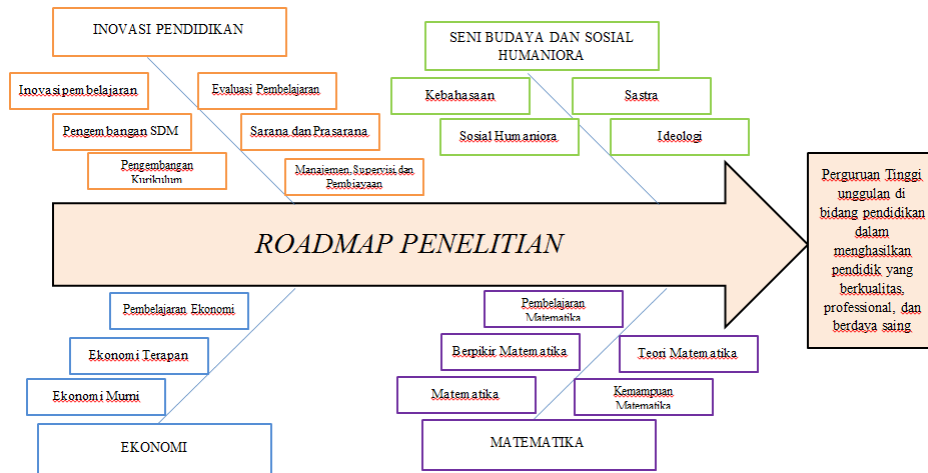 INOVASI PENDIDIKAN
SENI BUDAYA DAN SOSIAL
HUMANIORA
Inovasi pembelajaran
Evaluasi Pembelajaran
Kebahasaan
Sastra
Pengembangan SDM
Sarana dan Prasarana
Sosial Humaniora
Ideologi
Pengembangan
Kurikulum
Manajemen, Supervisi dan
Pembiayaan
ROADMAP PENELITIAN
Perguruan Tinggi
unggulan di
bidang pendidikan
dalam
menghasilkan
pendidik yang
berkualitas,
professional, dan
berdaya saing
Pembelajaran Ekonomi
Pembelajaran
Matematika
Ekonomi Terapan
Berpikir Matematika
Teori Matematika
Ekonomi Murni
Matematika
Kemampuan
Matematika
EKONOMI
MATEMATIKA